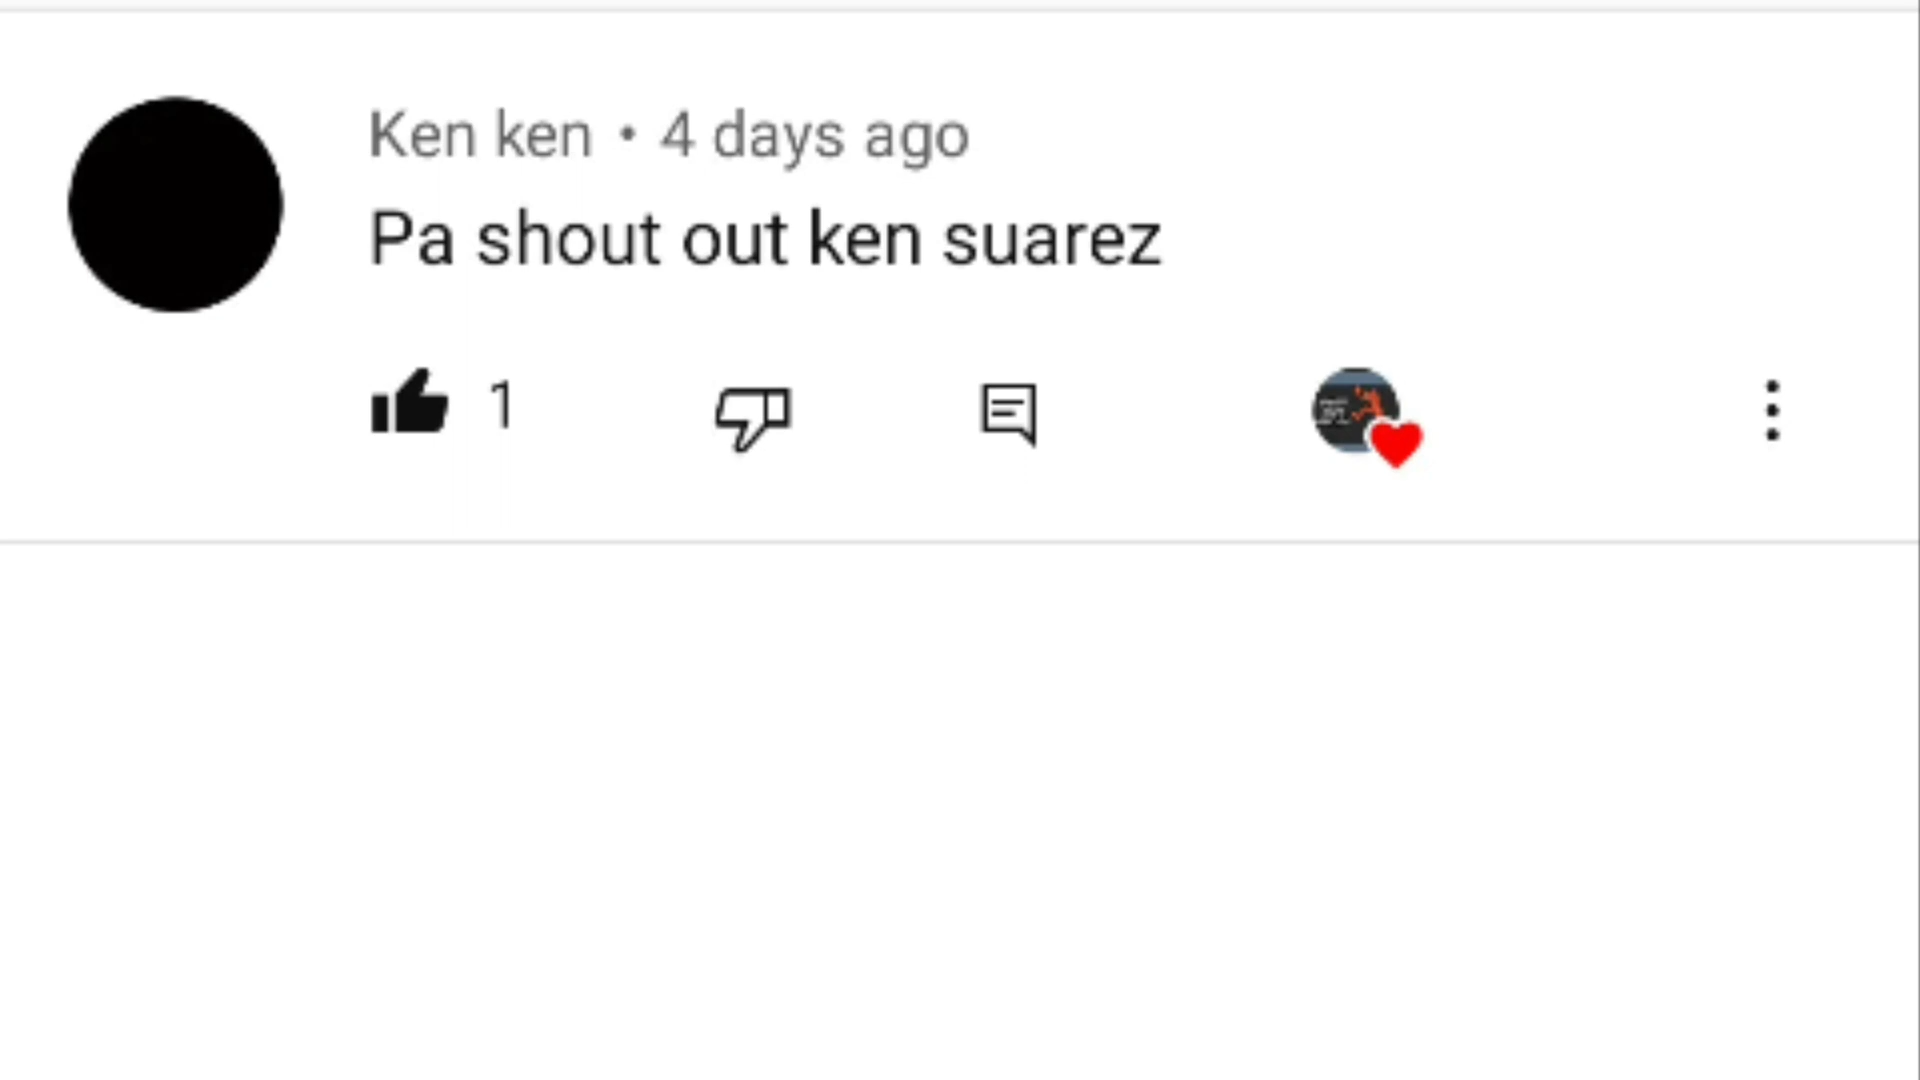 Ken ken • 4 days ago
Pa shout out ken suarez
1